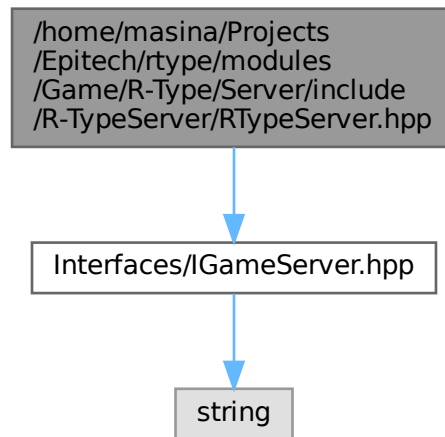 /home/masina/Projects
/Epitech/rtype/modules
/Game/R-Type/Server/include
/R-TypeServer/RTypeServer.hpp
Interfaces/IGameServer.hpp
string